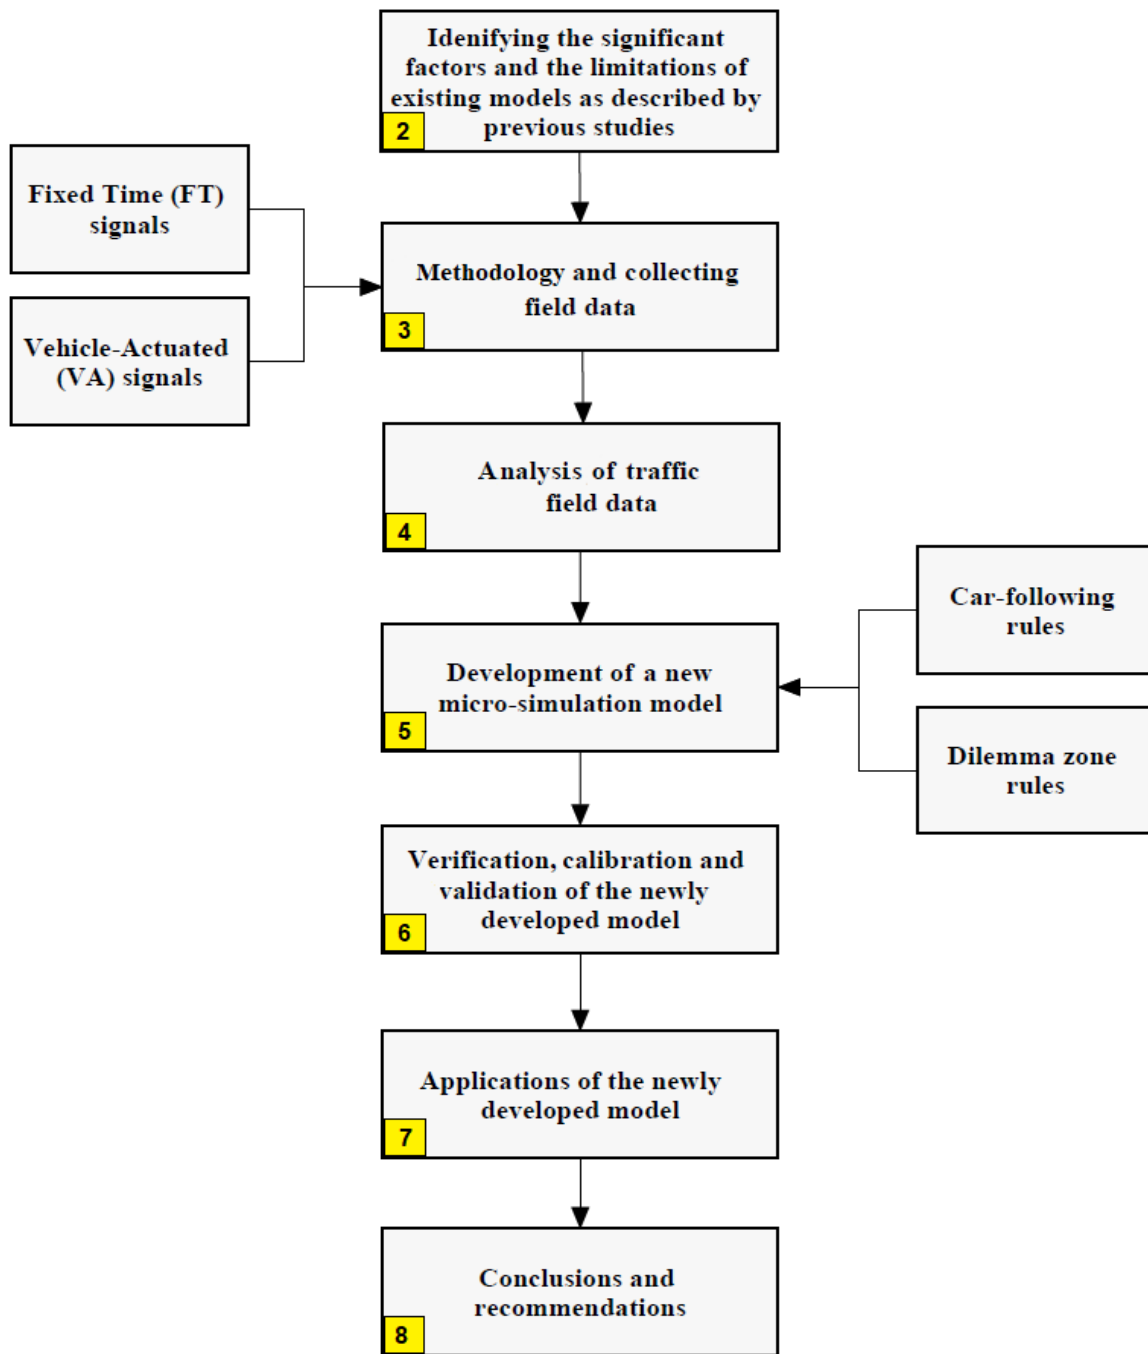 Idenifying the significant
factors and the limitations of
existing models as described by
previous studies
2
Fixed Time (FT)
signals
Methodology and collecting
field data
3
Vehicle-Actuated
(VA) signals
Analysis of traffic
field data
4
Car-following
rules
Development of a new
micro-simulation model
5
Dilemma zone
rules
Verification, calibration and
validation of the newly
developed model
6
Applications of the newly
developed model
7
Conclusions and
recommendations
8